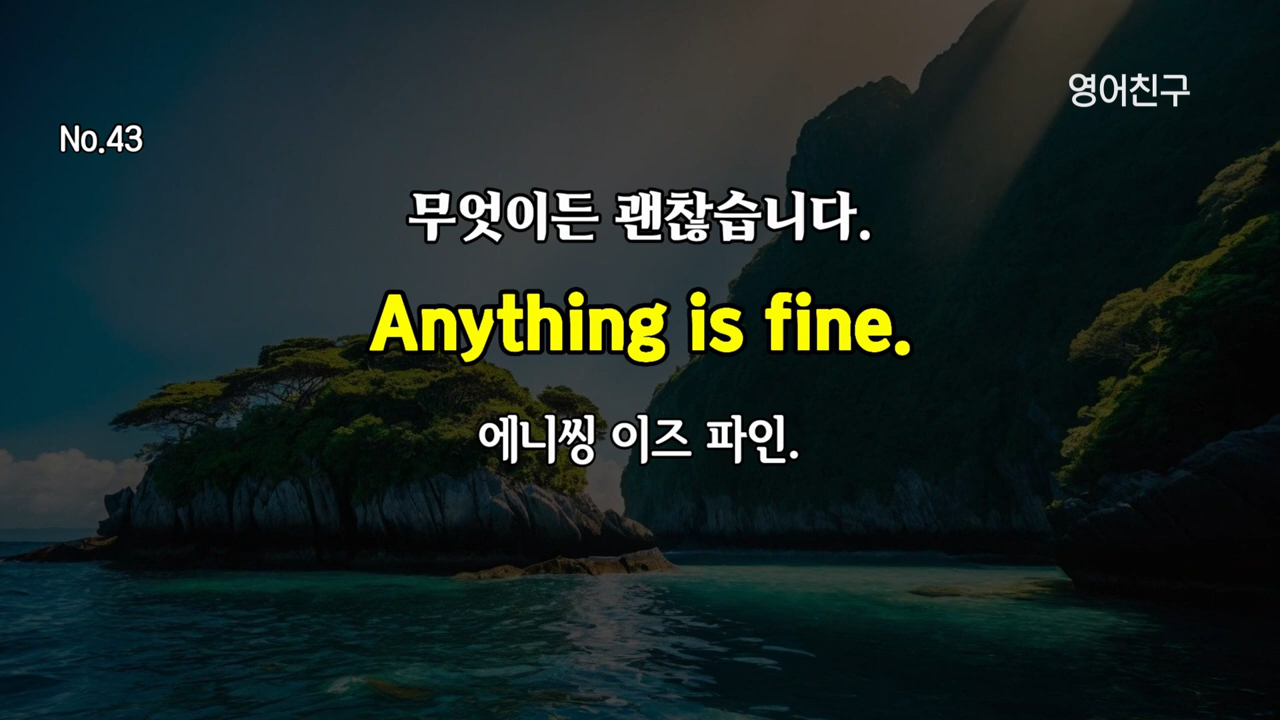 영어친구
No.43
무엇이든 괜찮습니다.
Anything is fine.
에니씽 이즈 파인.